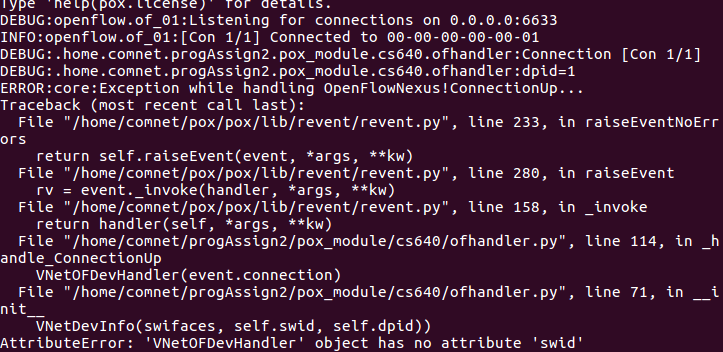 Type 'help(pox.license)' for details.
DEBUG:openflow.of_01:Listening for connections on 0.0.0.0:6633
INFO:openflow.of_01:[Con 1/1] Connected to 00-00-00-00-00-01
DEBUG:.home.comnet.progAssign2.pox_module.cs640.ofhandler:Connection [Con 1/1]
DEBUG:.home.comnet.progAssign2.pox_module.cs640.ofhandler:dpid=1
ERROR:core:Exception while handling OpenFlowNexus!ConnectionUp...
Traceback (most recent call last):
  File "/home/comnet/pox/pox/lib/revent/revent.py", line 233, in raiseEventNoErr
ors
    return self.raiseEvent(event, *args, **kw)
  File "/home/comnet/pox/pox/lib/revent/revent.py", line 280, in raiseEvent
    rv = event._invoke(handler, *args, **kw)
  File "/home/comnet/pox/pox/lib/revent/revent.py", line 158, in _invoke
    return handler(self, *args, **kw)
  File "/home/comnet/progAssign2/pox_module/cs640/ofhandler.py", line 114, in _h
andle_ConnectionUp
    VNetOFDevHandler(event.connection)
  File "/home/comnet/progAssign2/pox_module/cs640/ofhandler.py", line 71, in __i
nit__
    VNetDevInfo(swifaces, self.swid, self.dpid))
AttributeError: 'VNetOFDevHandler' object has no attribute 'swid'